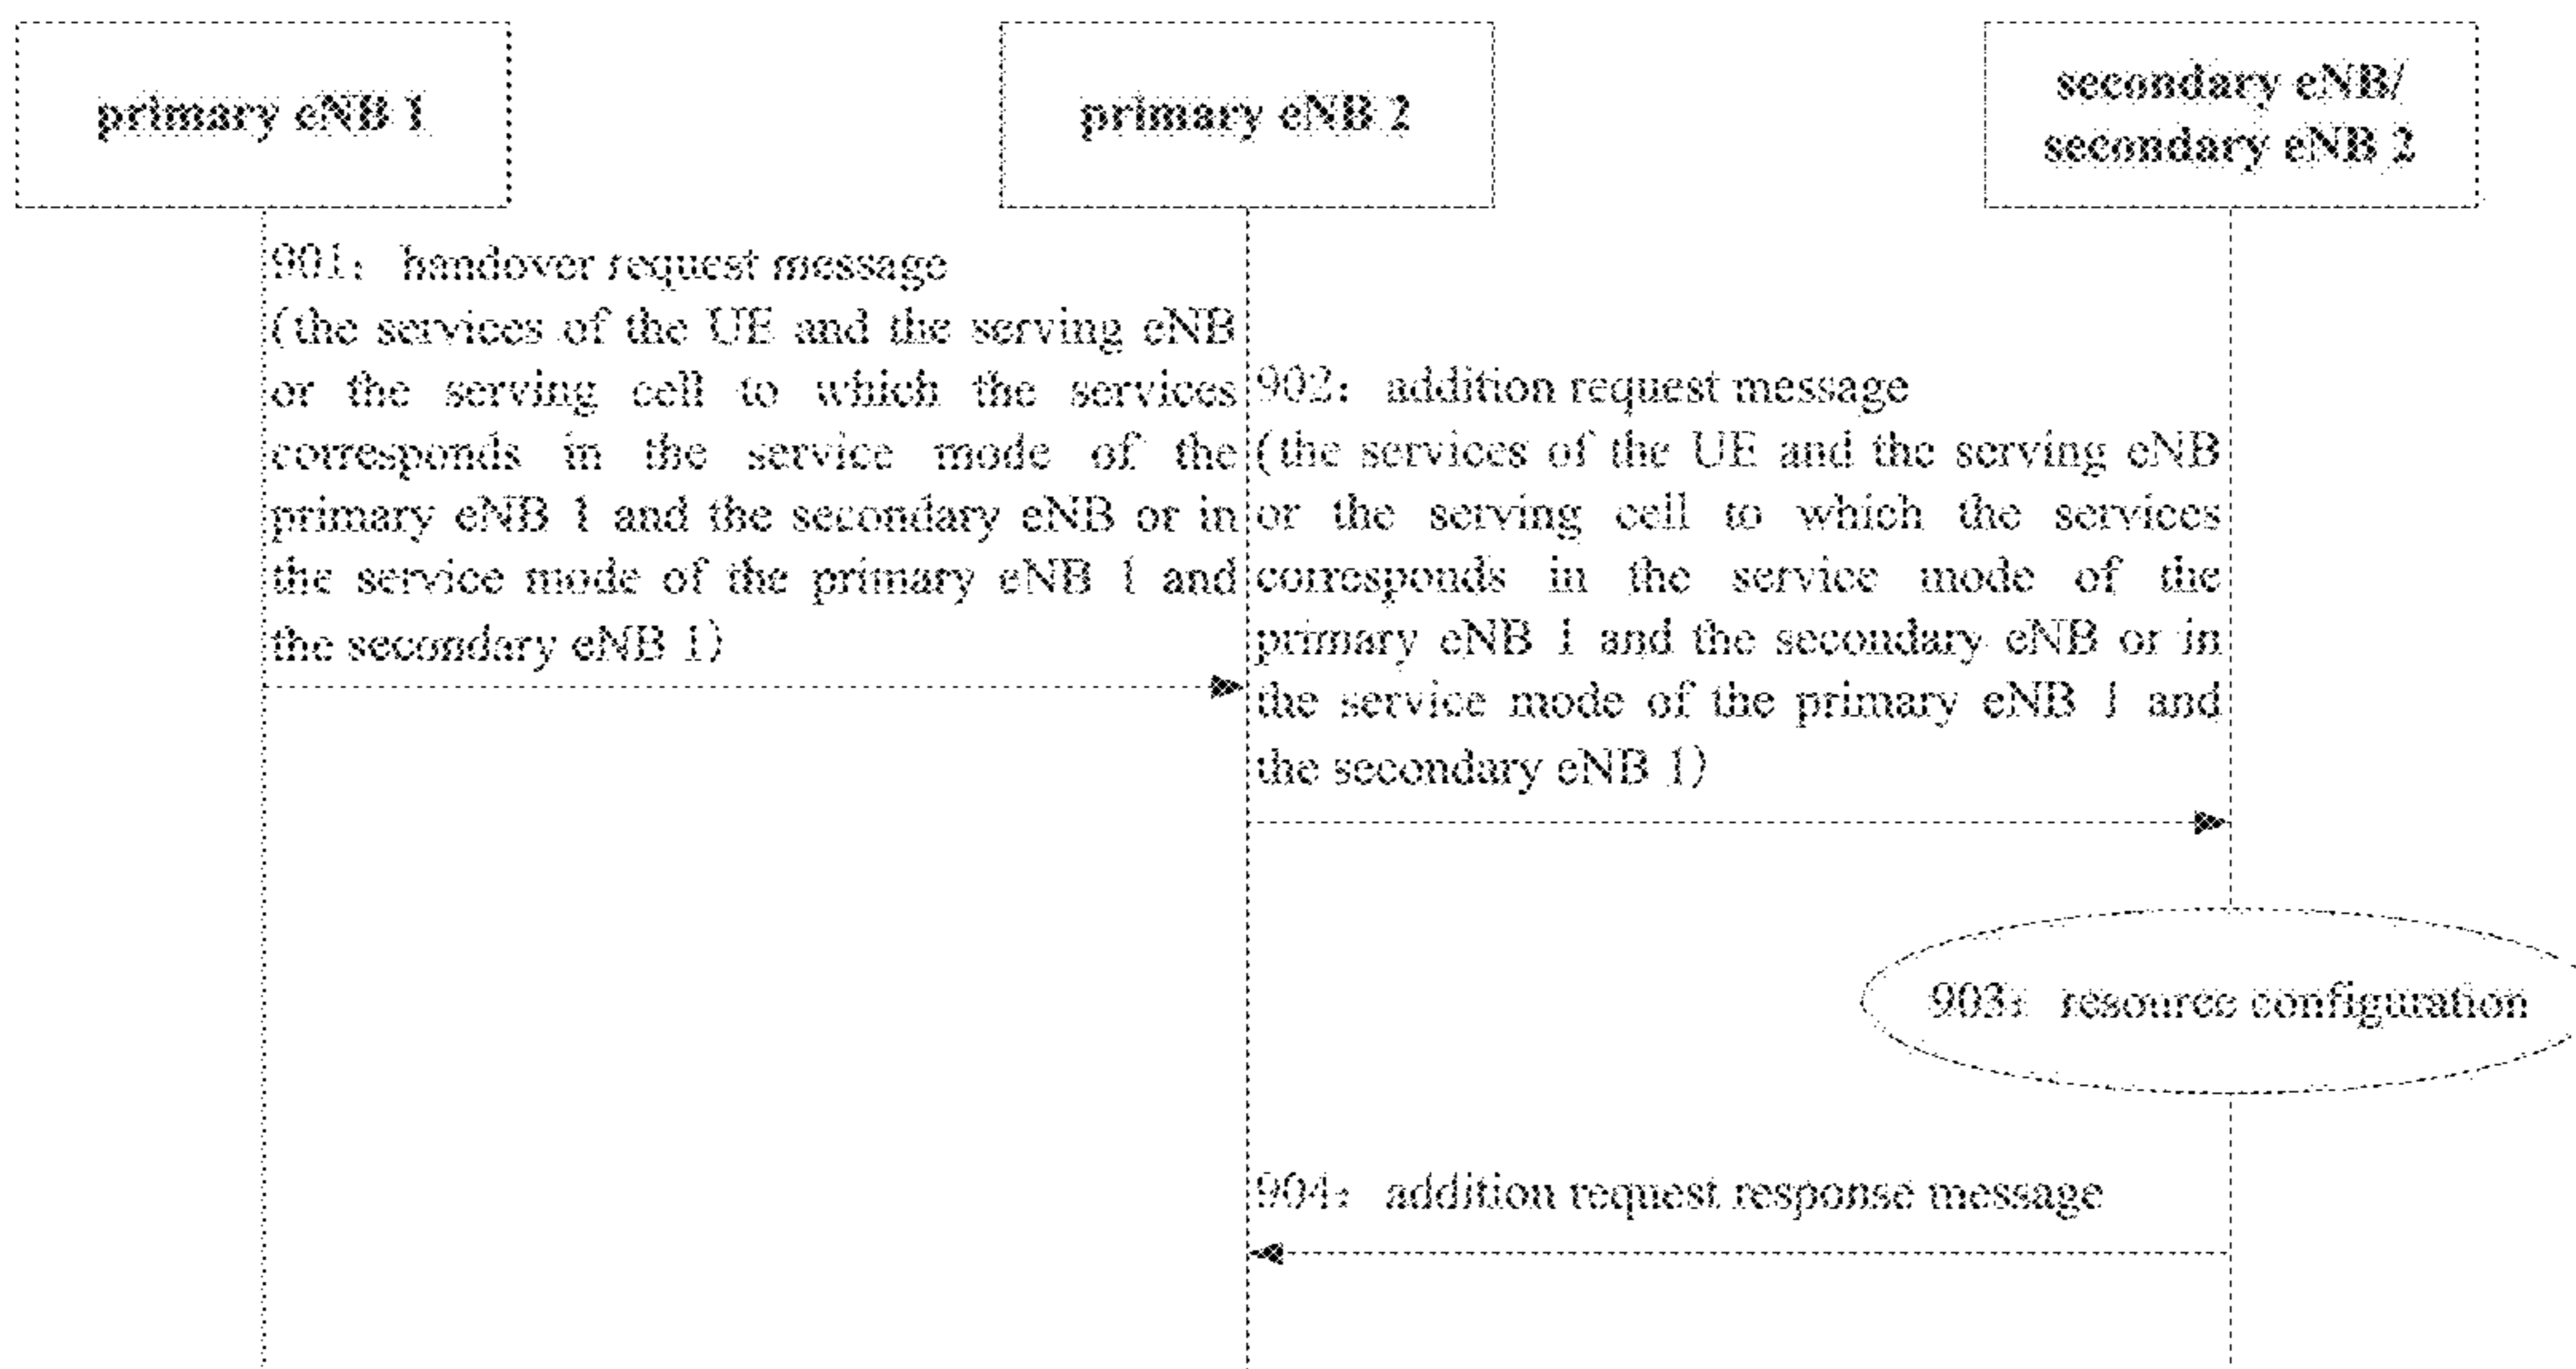 primary eNB 1
primary eNB 2
secondary eNB/
secondary eNB 2
901: handover request message
(the services of the UE and the serving eNB
or the serving cell to which the services
corresponds in the service mode of the
primary eNB 1 and the secondary eNB or in
the service mode of the primary eNB 1 and
the secondary eNB 1)
902: addition request message
(the services of the UE and the serving eNB
or the serving cell to which the services
corresponds in the service mode of the
primary eNB 1 and the secondary eNB or in
the service mode of the primary eNB 1 and
the secondary eNB 1)
903: resource configuration
904: addition request response message